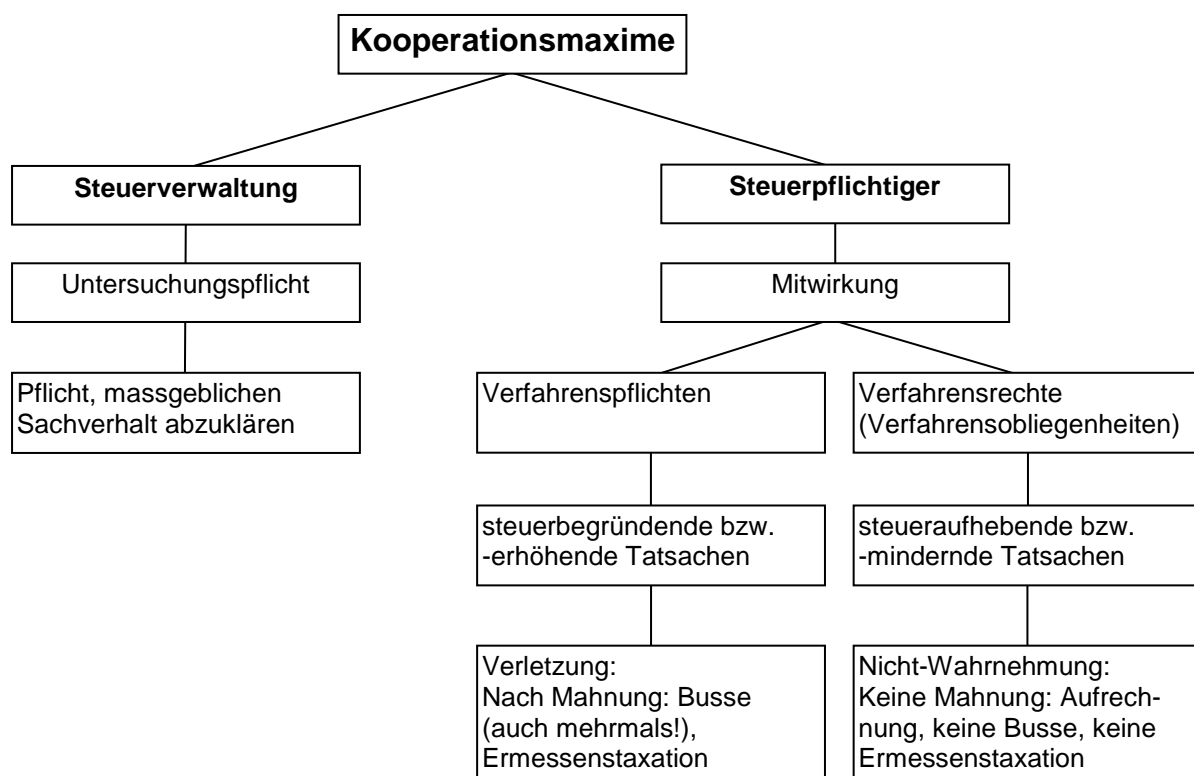 Kooperationsmaxime
Steuerverwaltung
Untersuchungspflicht
Pflicht, massgeblichen
Sachverhalt abzuklären
Steuerpflichtiger
Mitwirkung
Verfahrenspflichten
steuerbegründende bzw.
-erhöhende Tatsachen
Verletzung:
Nach Mahnung: Busse
(auch mehrmals!),
Ermessenstaxation
Verfahrensrechte
(Verfahrensobliegenheiten)
steueraufhebende bzw.
-mindernde Tatsachen
Nicht-Wahrnehmung:
Keine Mahnung: Aufrech-
nung, keine Busse, keine
Ermessenstaxation